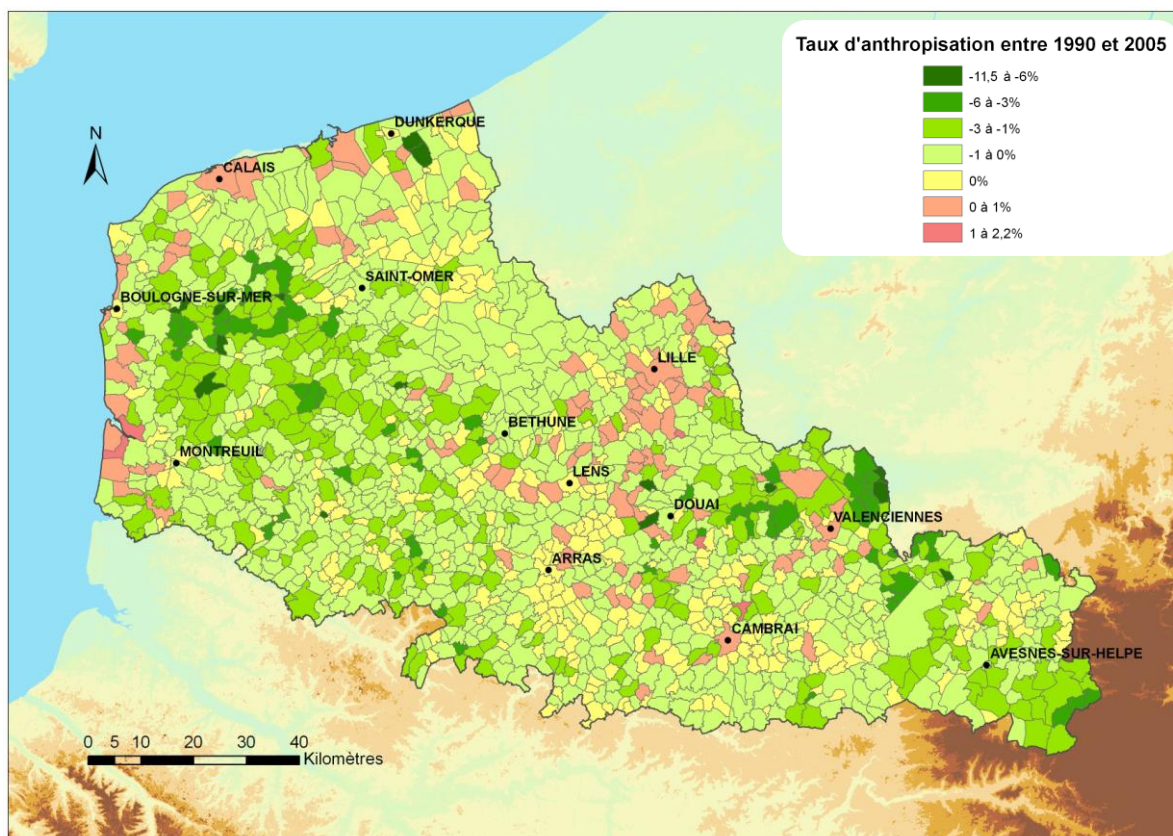 Taux d'anthropisation entre 1990 et 2005
-11,5 à -6%
-6 à -3%
-3 à -1%
-1 à 0%
0%
0 à 1%
1 à 2,2%
N
DUNKERQUE
CALAIS
SAINT-OMER
BOULOGNE-SUR-MER
LILLE
BETHUNE
MONTREUIL
LENS
DOUAI
VALENCIENNES
ARRAS
CAMBRAI
AVESNES-SUR-HELPE
0 5 10 20 30 40
Kilomètres